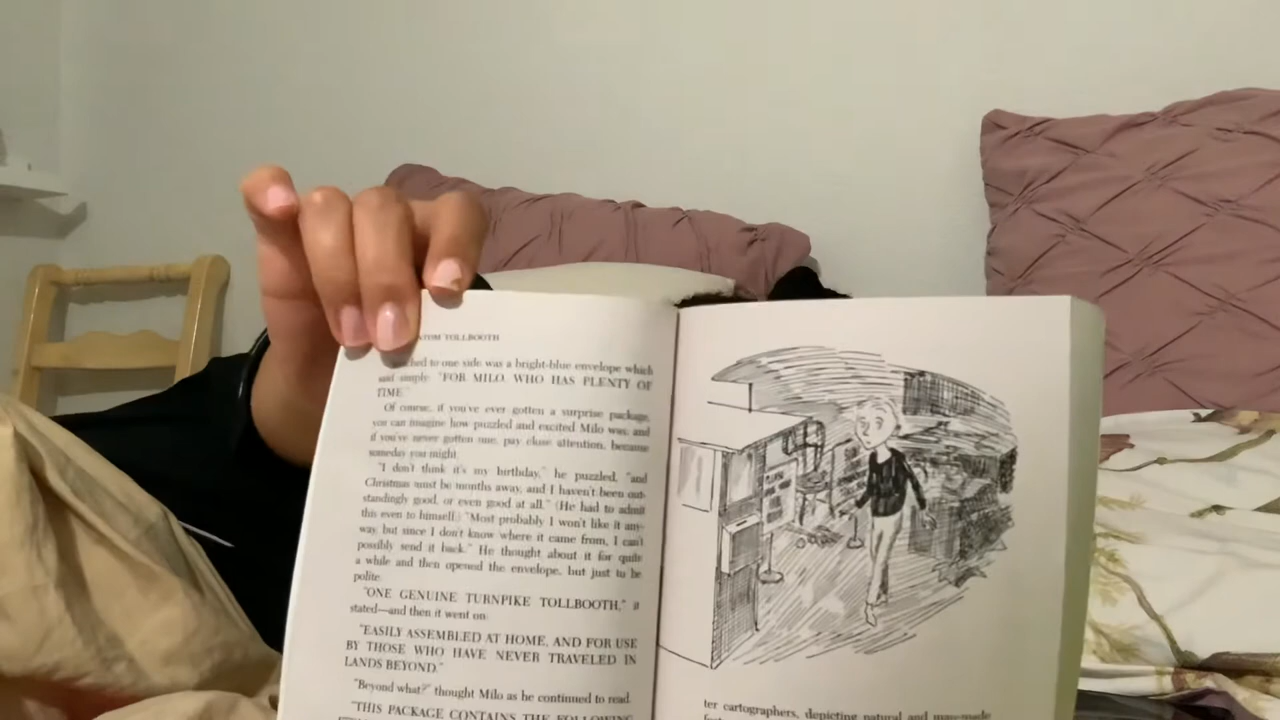 TOLLBOOTH
to one side was a bright-blue envelope which
said simply: "FOR MILO, WHO HAS PLENTY OF
TIME."
Of course, if you've ever gotten a surprise package,
you can imagine how puzzled and excited Milo was; and
if you've never gotten one, pay close attention, because
someday you might.
"I don't think it's my birthday," he puzzled, "and
Christmas must be months away, and I haven't been out-
standingly good, or even good at all." (He had to admit
this even to himself.) "Most probably I won't like it any-
way, but since I don't know where it came from, I can't
possibly send it back." He thought about it for quite
a while and then opened the envelope, but just to be
polite.
"ONE GENUINE TURNPIKE TOLLBOOTH," it
stated—and then it went on:
"EASILY ASSEMBLED AT HOME, AND FOR USE
BY THOSE WHO HAVE NEVER TRAVELED IN
LANDS BEYOND."
"Beyond what?" thought Milo as he continued to read.
"THIS PACKAGE CONTAINS THE FOLLOWING
ter cartographers, depicting natural and man-made